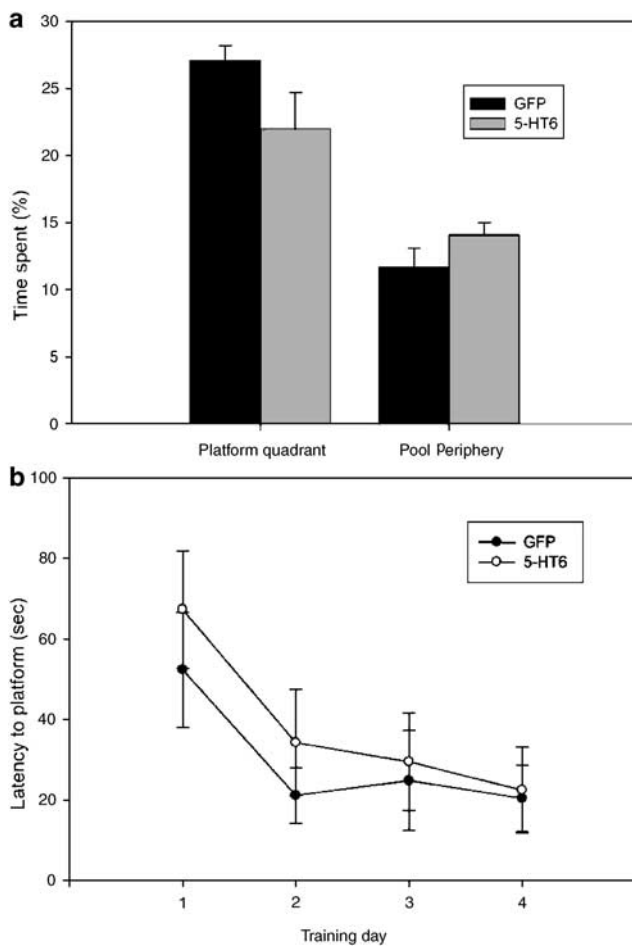 a
30
25
20
15
10
5
0
Time spent (%)
GFP
5-HT6
Platform quadrant
Pool Periphery
b
100
80
60
40
20
0
Latency to platform (sec)
GFP
5-HT6
1 2 3 4
Training day